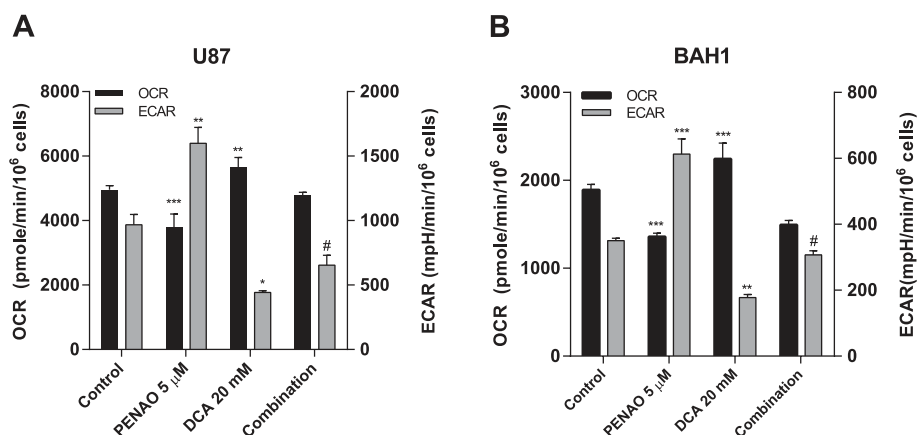 A
U87
8000
6000
4000
2000
0
OCR (pmole/min/10⁶ cells)
OCR
ECAR
***
**
**
*
#
2000
1500
1000
500
0
ECAR (mpH/min/10⁶ cells)
Control
PENAO 5 μM
DCA 20 mM
Combination
B
BAH1
3000
2000
1000
0
OCR (pmole/min/10⁶ cells)
OCR
ECAR
***
***
***
**
#
800
600
400
200
0
ECAR(mpH/min/10⁶ cells)
Control
PENAO 5 μM
DCA 20 mM
Combination